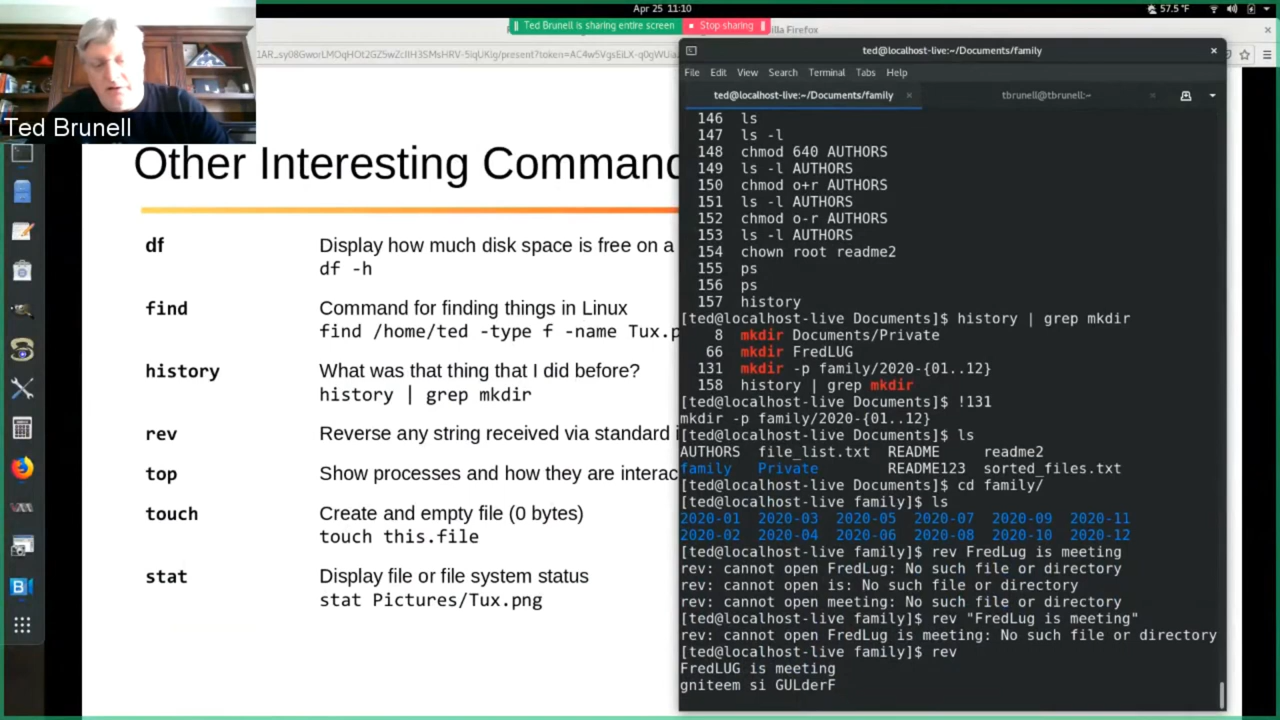 Apr 25 11:10
57.5 °F
Ted Brunell is sharing entire screen
Stop sharing
Ted Brunell
Other Interesting Command
df Display how much disk space is free on a
df -h
find Command for finding things in Linux
find /home/ted -type f -name Tux.p
history What was that thing that I did before?
history | grep mkdir
rev Reverse any string received via standard i
top Show processes and how they are interac
touch Create and empty file (0 bytes)
touch this.file
stat Display file or file system status
stat Pictures/Tux.png
ted@localhost-live:~/Documents/family
File Edit View Search Terminal Tabs Help
ted@localhost-live:~/Documents/family
tbrunell@tbrunell:~
146 ls
147 ls -l
148 chmod 640 AUTHORS
149 ls -l AUTHORS
150 chmod o+r AUTHORS
151 ls -l AUTHORS
152 chmod o-r AUTHORS
153 ls -l AUTHORS
154 chown root readme2
155 ps
156 ps
157 history
[ted@localhost-live Documents]$ history | grep mkdir
8 mkdir Documents/Private
66 mkdir FredLUG
131 mkdir -p family/2020-{01..12}
158 history | grep mkdir
[ted@localhost-live Documents]$ !131
mkdir -p family/2020-{01..12}
[ted@localhost-live Documents]$ ls
AUTHORS file_list.txt README readme2
family Private README123 sorted_files.txt
[ted@localhost-live Documents]$ cd family/
[ted@localhost-live family]$ ls
2020-01 2020-03 2020-05 2020-07 2020-09 2020-11
2020-02 2020-04 2020-06 2020-08 2020-10 2020-12
[ted@localhost-live family]$ rev FredLug is meeting
rev: cannot open FredLug: No such file or directory
rev: cannot open is: No such file or directory
rev: cannot open meeting: No such file or directory
[ted@localhost-live family]$ rev "FredLug is meeting"
rev: cannot open FredLug is meeting: No such file or directory
[ted@localhost-live family]$ rev
FredLUG is meeting
gniteem si GULderF